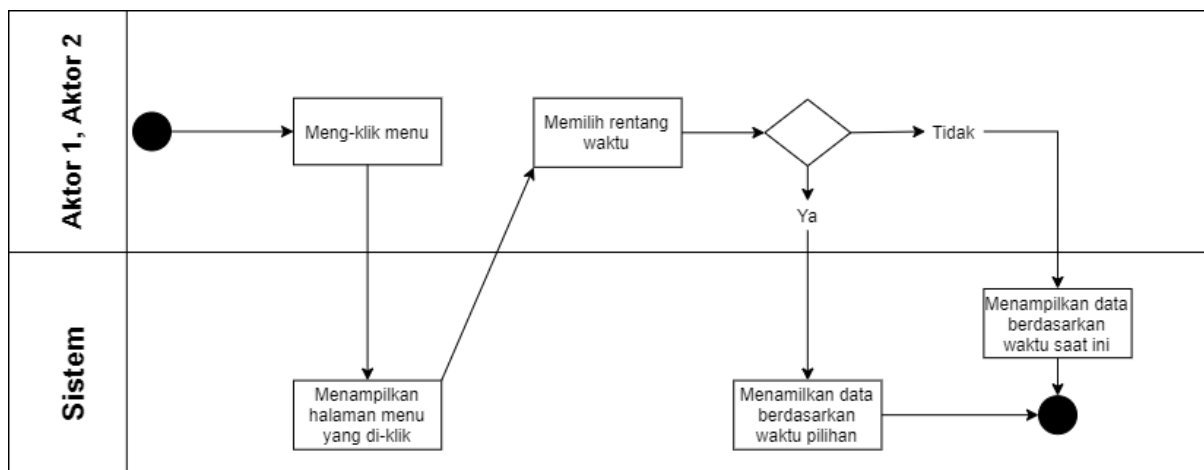 Aktor 1, Aktor 2
Meng-klik menu
Memilih rentang
waktu
Tidak
Ya
Sistem
Menampilkan
halaman menu
yang di-klik
Menamilkan data
berdasarkan
waktu pilihan
Menampilkan data
berdasarkan
waktu saat ini